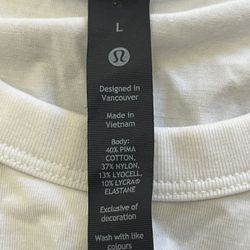 L
Designed in
Vancouver
Made in
Vietnam
Body:
40% PIMA
COTTON,
37% NYLON,
13% LYOCELL,
10% LYCRA®
ELASTANE
Exclusive of
decoration
Wash with like
colours